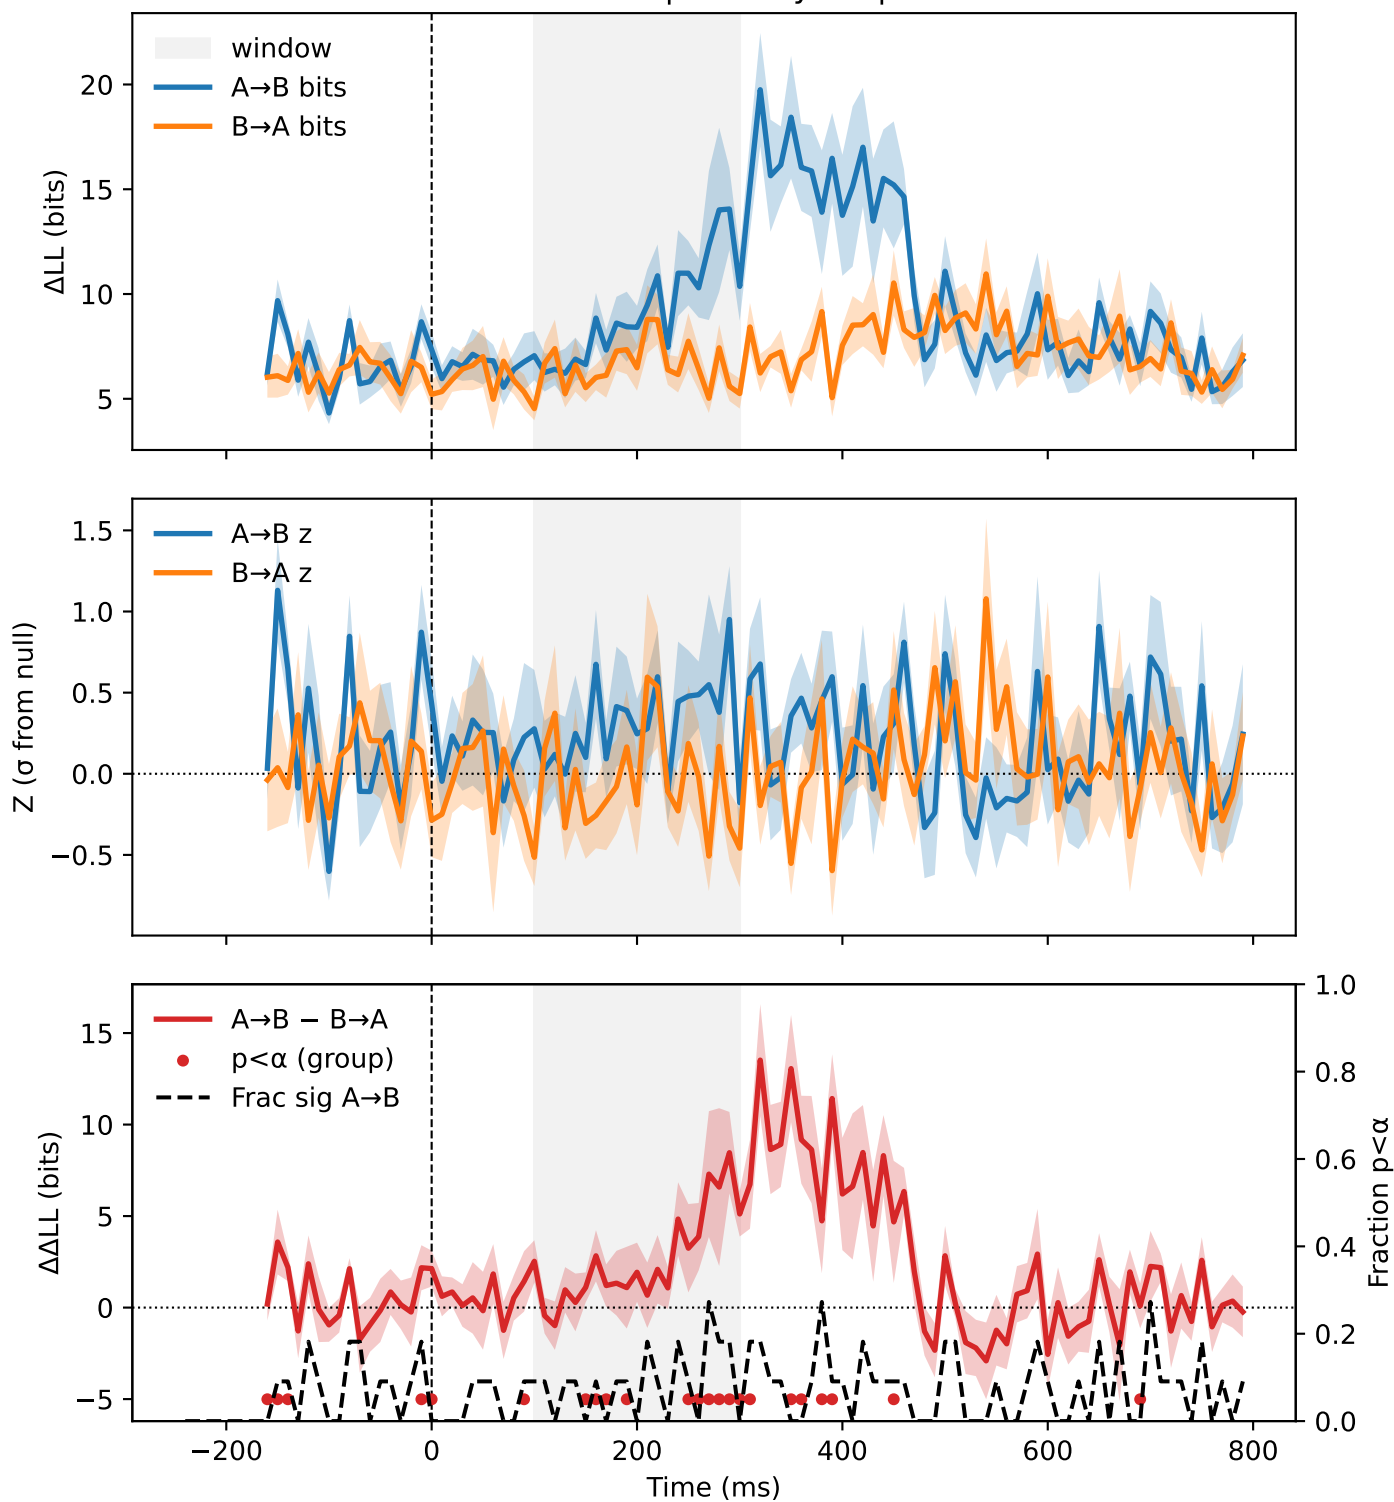 window
A→B bits
B→A bits
ΔLL (bits)
20
15
10
5
A→B z
B→A z
Z (σ from null)
1.5
1.0
0.5
0.0
−0.5
A→B − B→A
p<α (group)
Frac sig A→B
ΔΔLL (bits)
15
10
5
0
−5
1.0
0.8
0.6
0.4
0.2
0.0
Fraction p<α
−200
0
200
400
600
800
Time (ms)